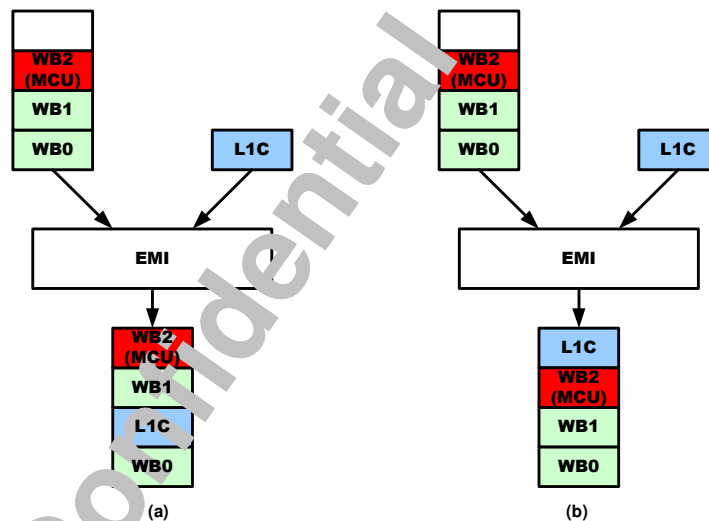 WB2
(MCU)
WB1
WB0
L1C
EMI
WB2
(MCU)
WB1
L1C
WB0
(a)
WB2
(MCU)
WB1
WB0
L1C
EMI
L1C
WB2
(MCU)
WB1
WB0
(b)
Confidential